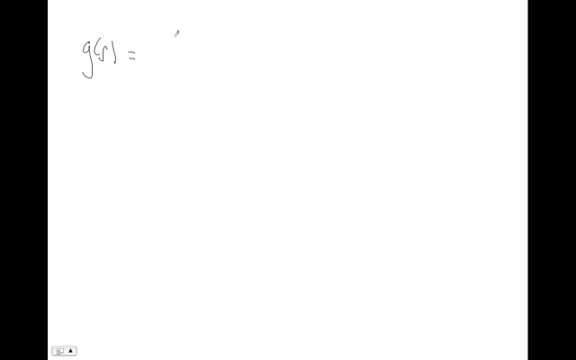 g(s) =